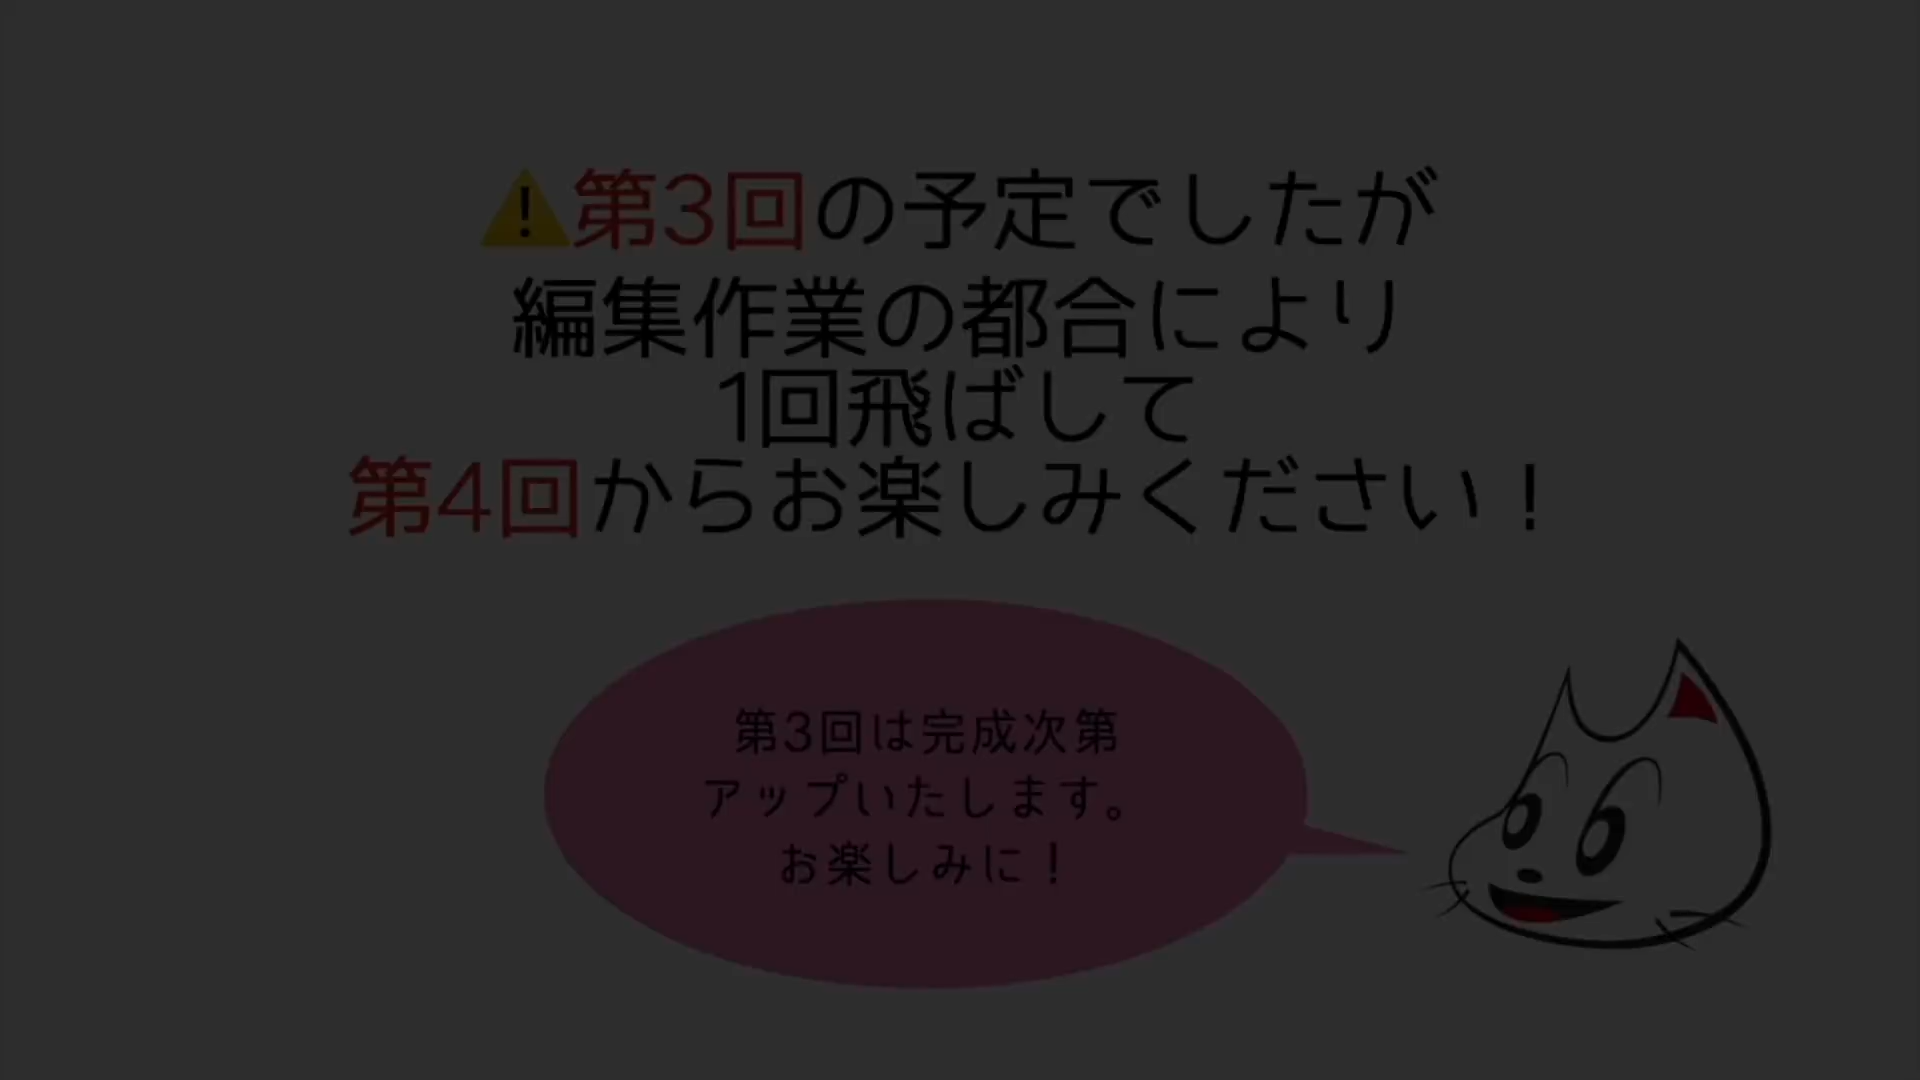 ⚠第3回の予定でしたが
編集作業の都合により
1回飛ばして
第4回からお楽しみください！
第3回は完成次第
アップいたします。
お楽しみに！